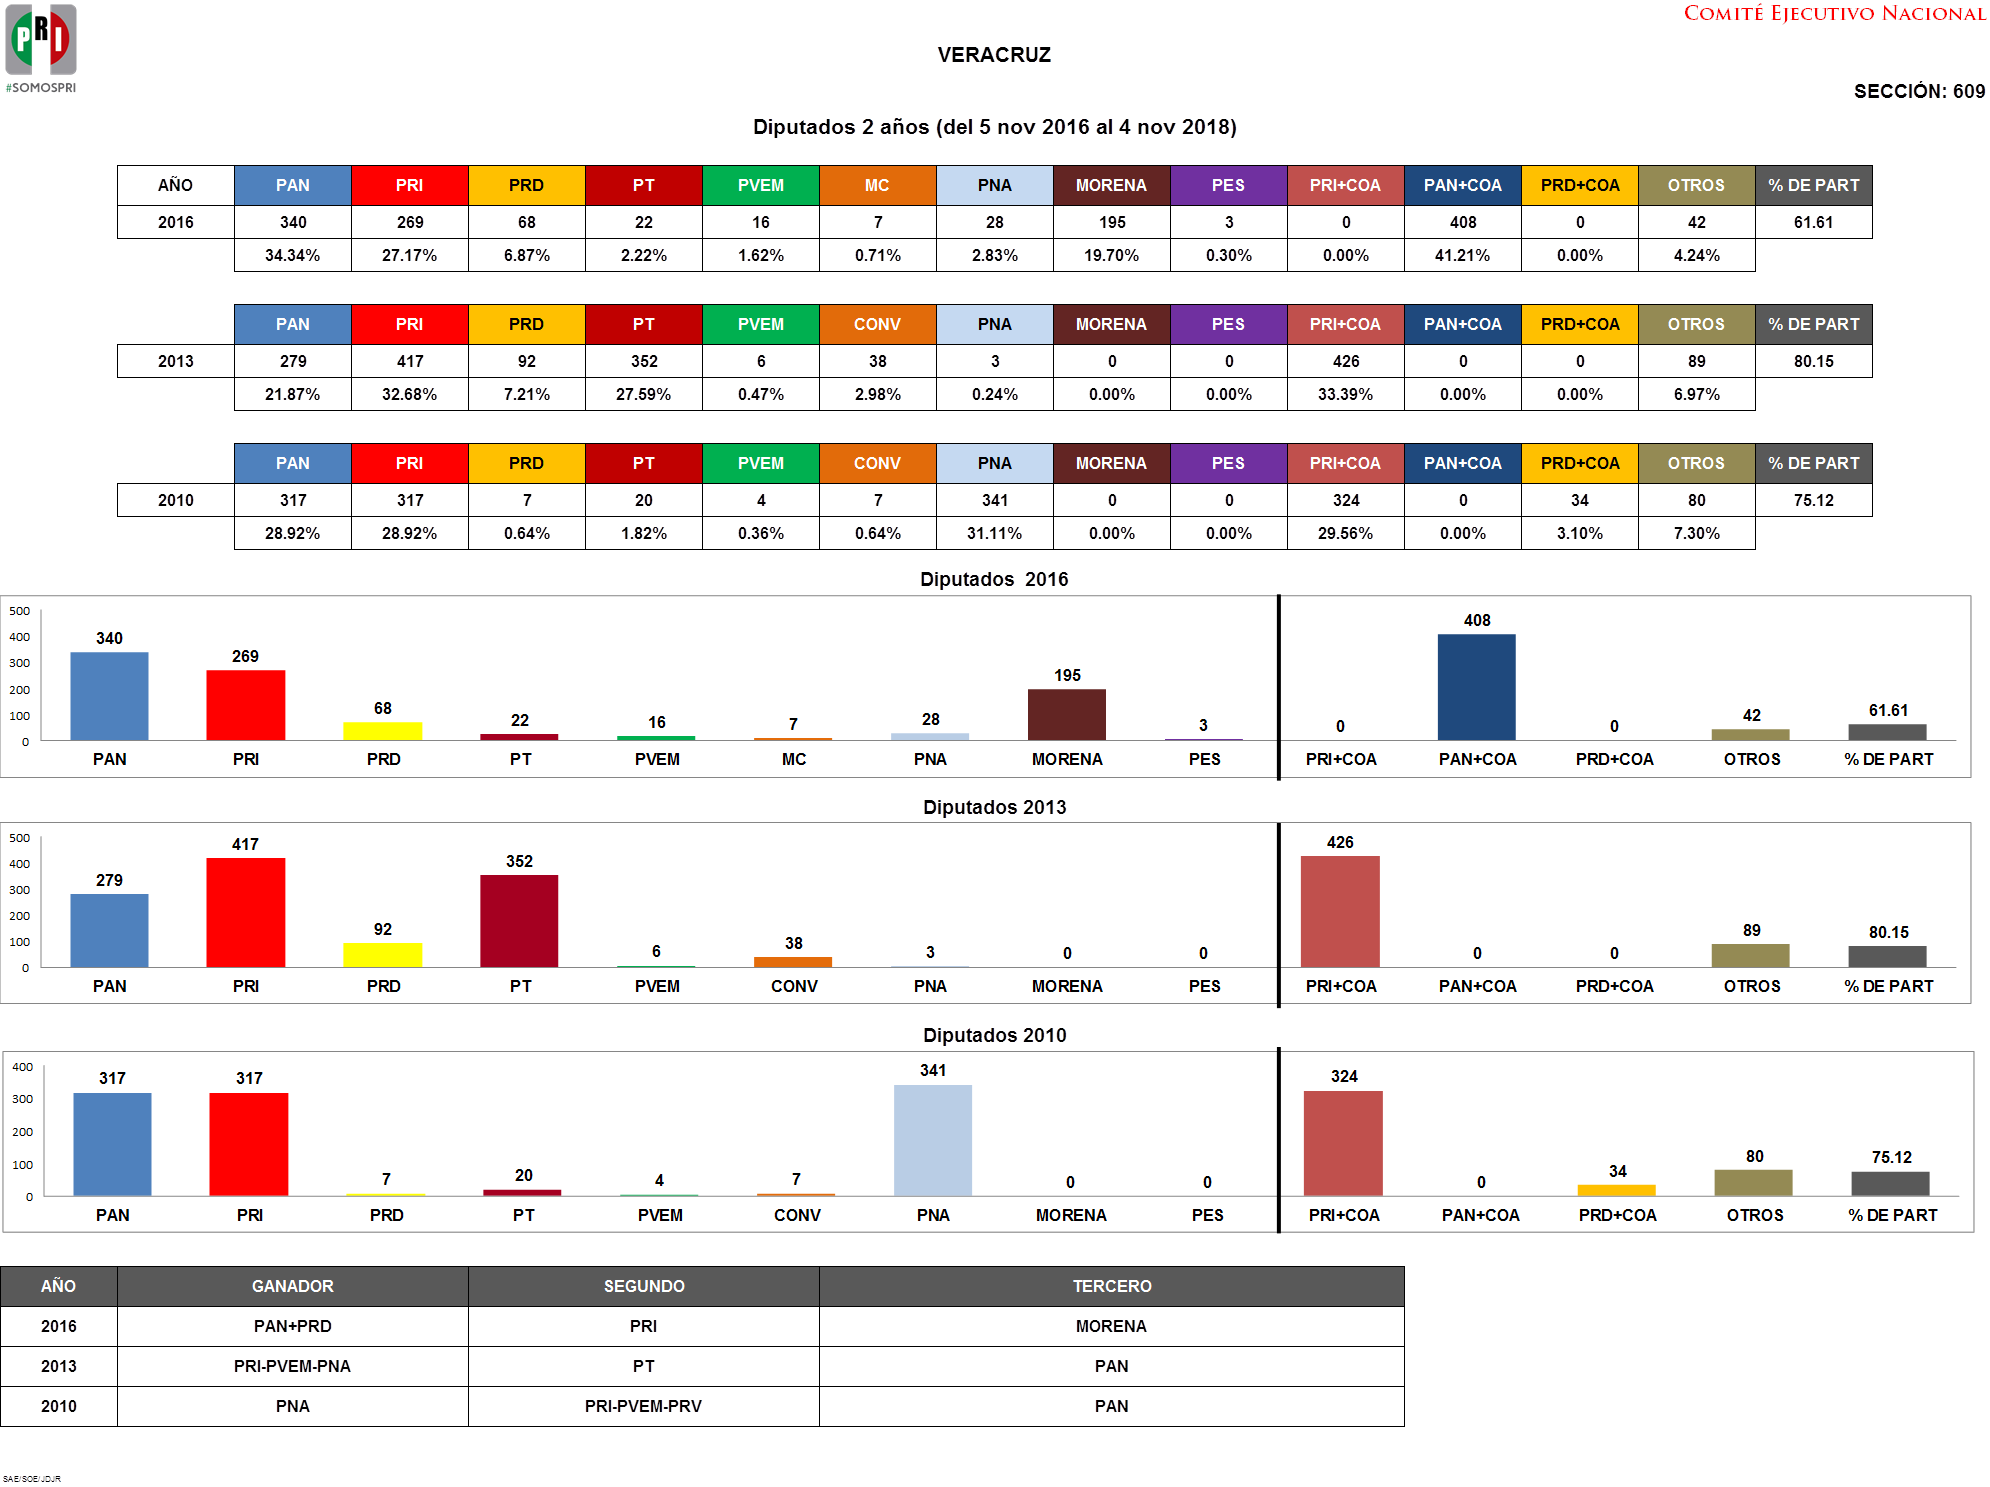 PRI
#SOMOSPRI
COMITÉ EJECUTIVO NACIONAL
VERACRUZ
SECCIÓN: 609
Diputados 2 años (del 5 nov 2016 al 4 nov 2018)
AÑO PAN PRI PRD PT PVEM MC PNA MORENA PES PRI+COA PAN+COA PRD+COA OTROS % DE PART
2016 340 269 68 22 16 7 28 195 3 0 408 0 42 61.61
34.34% 27.17% 6.87% 2.22% 1.62% 0.71% 2.83% 19.70% 0.30% 0.00% 41.21% 0.00% 4.24%
PAN PRI PRD PT PVEM CONV PNA MORENA PES PRI+COA PAN+COA PRD+COA OTROS % DE PART
2013 279 417 92 352 6 38 3 0 0 426 0 0 89 80.15
21.87% 32.68% 7.21% 27.59% 0.47% 2.98% 0.24% 0.00% 0.00% 33.39% 0.00% 0.00% 6.97%
PAN PRI PRD PT PVEM CONV PNA MORENA PES PRI+COA PAN+COA PRD+COA OTROS % DE PART
2010 317 317 7 20 4 7 341 0 0 324 0 34 80 75.12
28.92% 28.92% 0.64% 1.82% 0.36% 0.64% 31.11% 0.00% 0.00% 29.56% 0.00% 3.10% 7.30%
Diputados 2016
500
400
300
200
100
0
340 269 68 22 16 7 28 195 3 0 408 0 42 61.61
PAN PRI PRD PT PVEM MC PNA MORENA PES PRI+COA PAN+COA PRD+COA OTROS % DE PART
Diputados 2013
500
400
300
200
100
0
279 417 92 352 6 38 3 0 0 426 0 0 89 80.15
PAN PRI PRD PT PVEM CONV PNA MORENA PES PRI+COA PAN+COA PRD+COA OTROS % DE PART
Diputados 2010
400
300
200
100
0
317 317 7 20 4 7 341 0 0 324 0 34 80 75.12
PAN PRI PRD PT PVEM CONV PNA MORENA PES PRI+COA PAN+COA PRD+COA OTROS % DE PART
AÑO GANADOR SEGUNDO TERCERO
2016 PAN+PRD PRI MORENA
2013 PRI-PVEM-PNA PT PAN
2010 PNA PRI-PVEM-PRV PAN
SAE/SOE/JDJR